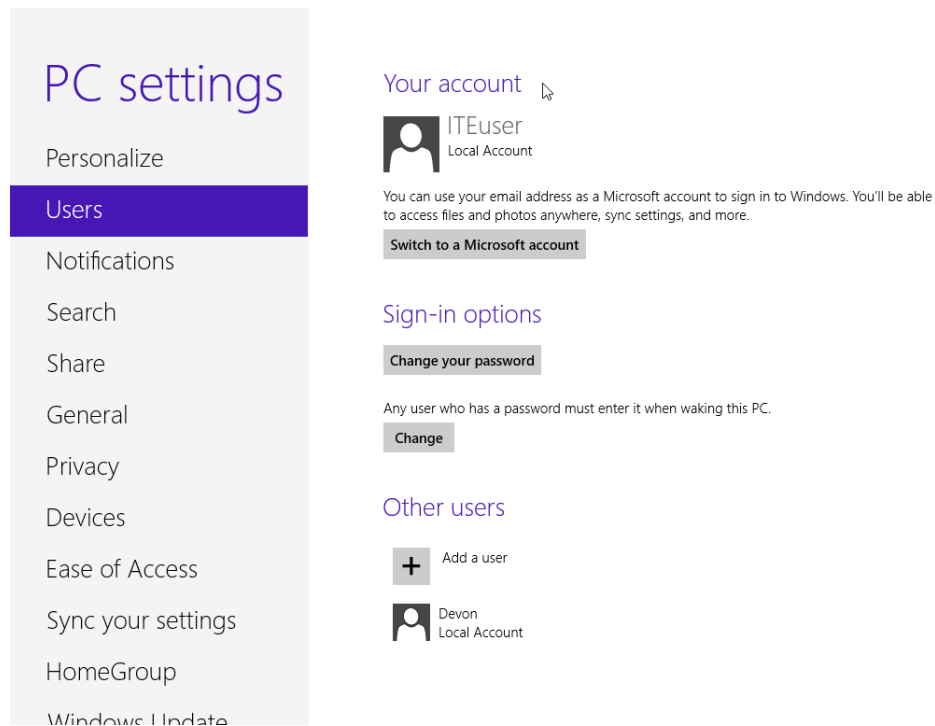 PC settings
Personalize
Users
Notifications
Search
Share
General
Privacy
Devices
Ease of Access
Sync your settings
HomeGroup
Windows Update
Your account
ITEuser
Local Account
You can use your email address as a Microsoft account to sign in to Windows. You'll be able
to access files and photos anywhere, sync settings, and more.
Switch to a Microsoft account
Sign-in options
Change your password
Any user who has a password must enter it when waking this PC.
Change
Other users
Add a user
Devon
Local Account